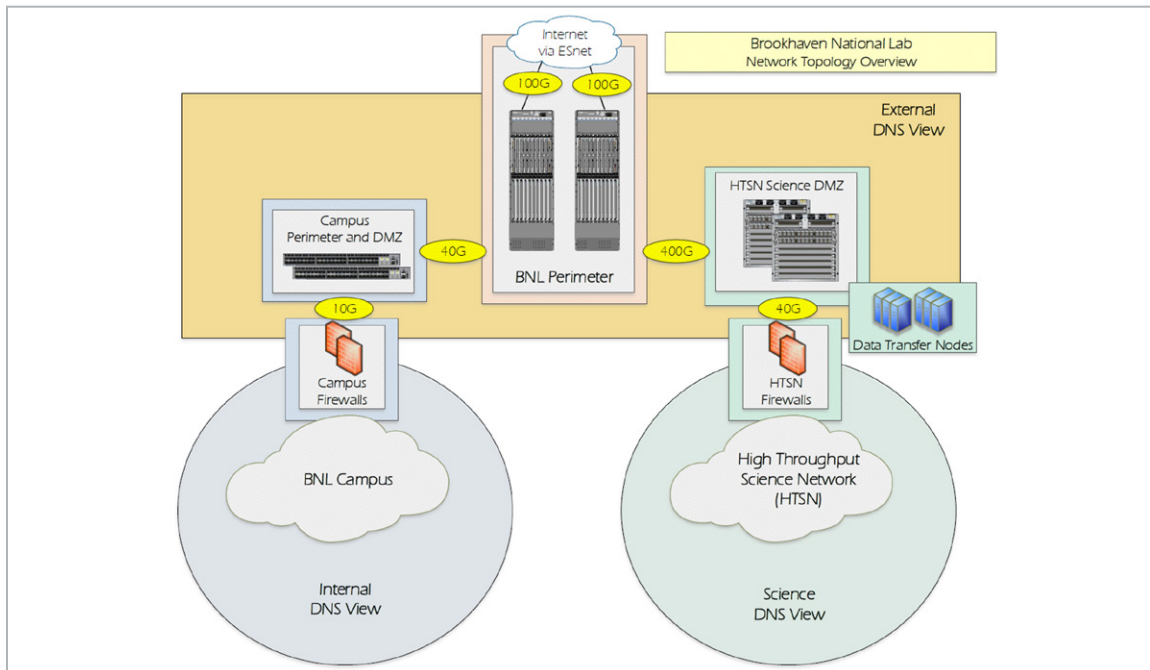 Internet
via ESnet
Brookhaven National Lab
Network Topology Overview
100G
100G
External
DNS View
HTSN Science DMZ
Campus
Perimeter and DMZ
40G
400G
BNL Perimeter
10G
40G
Data Transfer Nodes
Campus
Firewalls
HTSN
Firewalls
BNL Campus
High Throughput
Science Network
(HTSN)
Internal
DNS View
Science
DNS View